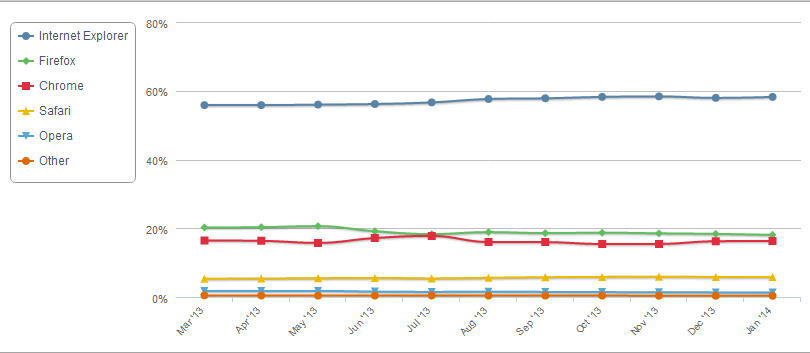 Internet Explorer
Firefox
Chrome
Safari
Opera
Other
80%
60%
40%
20%
0%
Mar '13
Apr '13
May '13
Jun '13
Jul '13
Aug '13
Sep '13
Oct '13
Nov '13
Dec '13
Jan '14